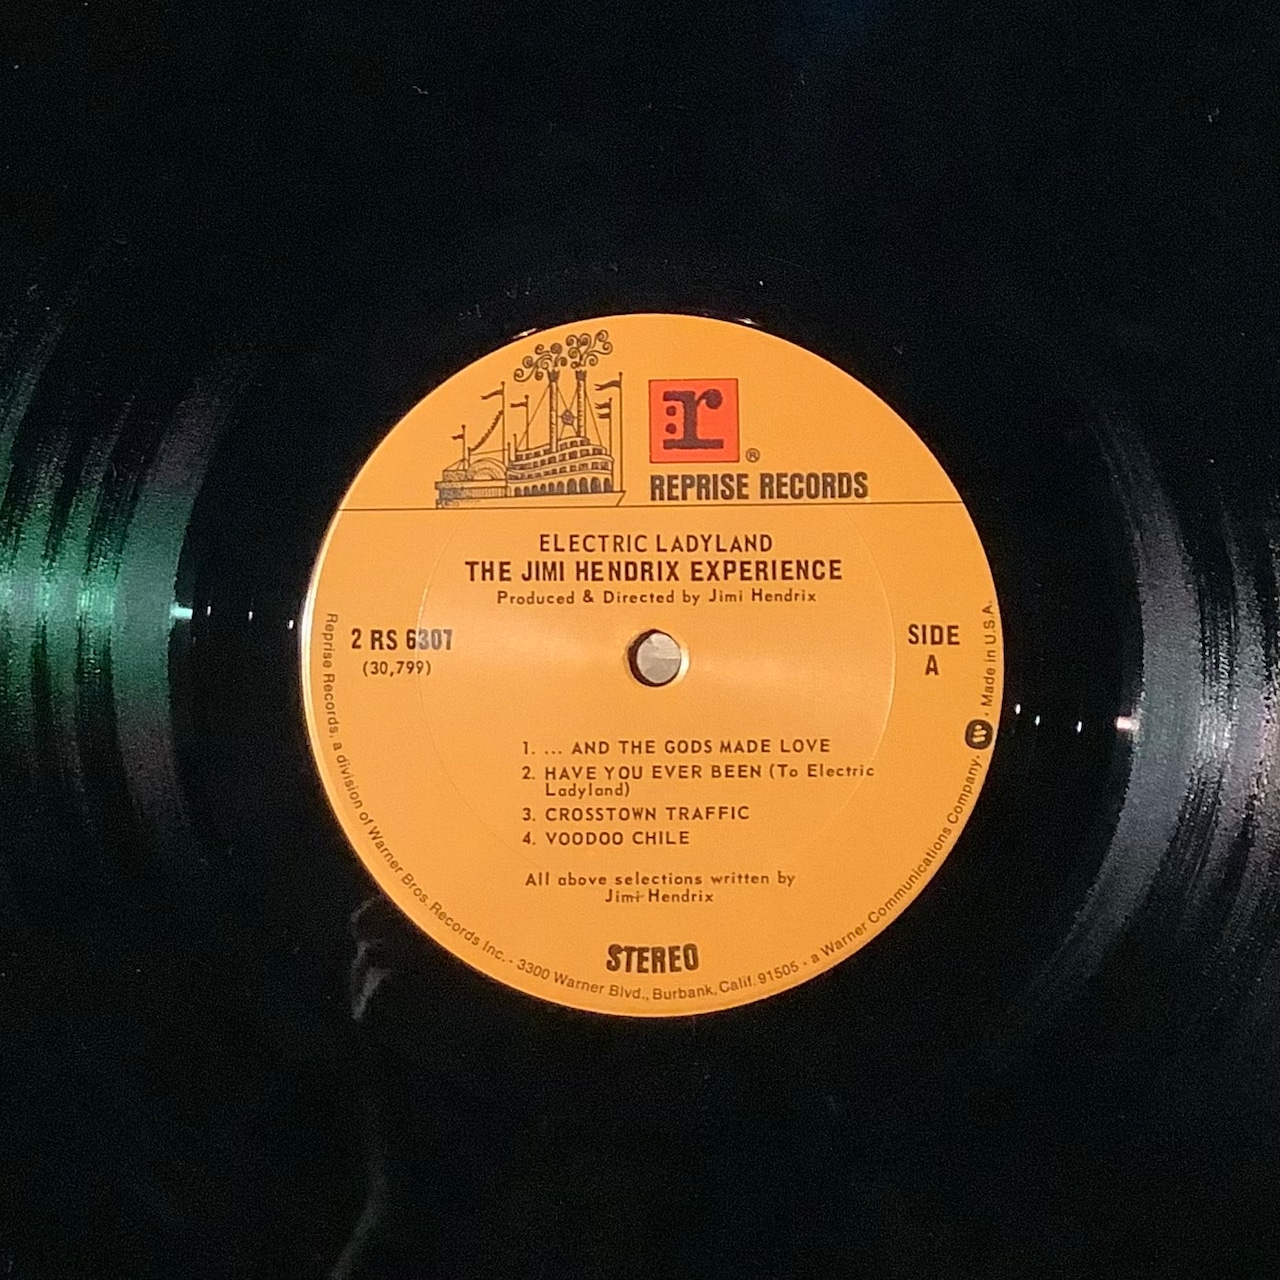 r
®
REPRISE RECORDS
ELECTRIC LADYLAND
THE JIMI HENDRIX EXPERIENCE
Produced & Directed by Jimi Hendrix
2 RS 6307
(30,799)
SIDE
A
1. ... AND THE GODS MADE LOVE
2. HAVE YOU EVER BEEN (To Electric
Ladyland)
3. CROSSTOWN TRAFFIC
4. VOODOO CHILE
All above selections written by
Jimi Hendrix
STEREO
Reprise Records, a division of Warner Bros. Records Inc. - 3300 Warner Blvd., Burbank, Calif. 91505 - a Warner Communications Company. W - Made in U.S.A.